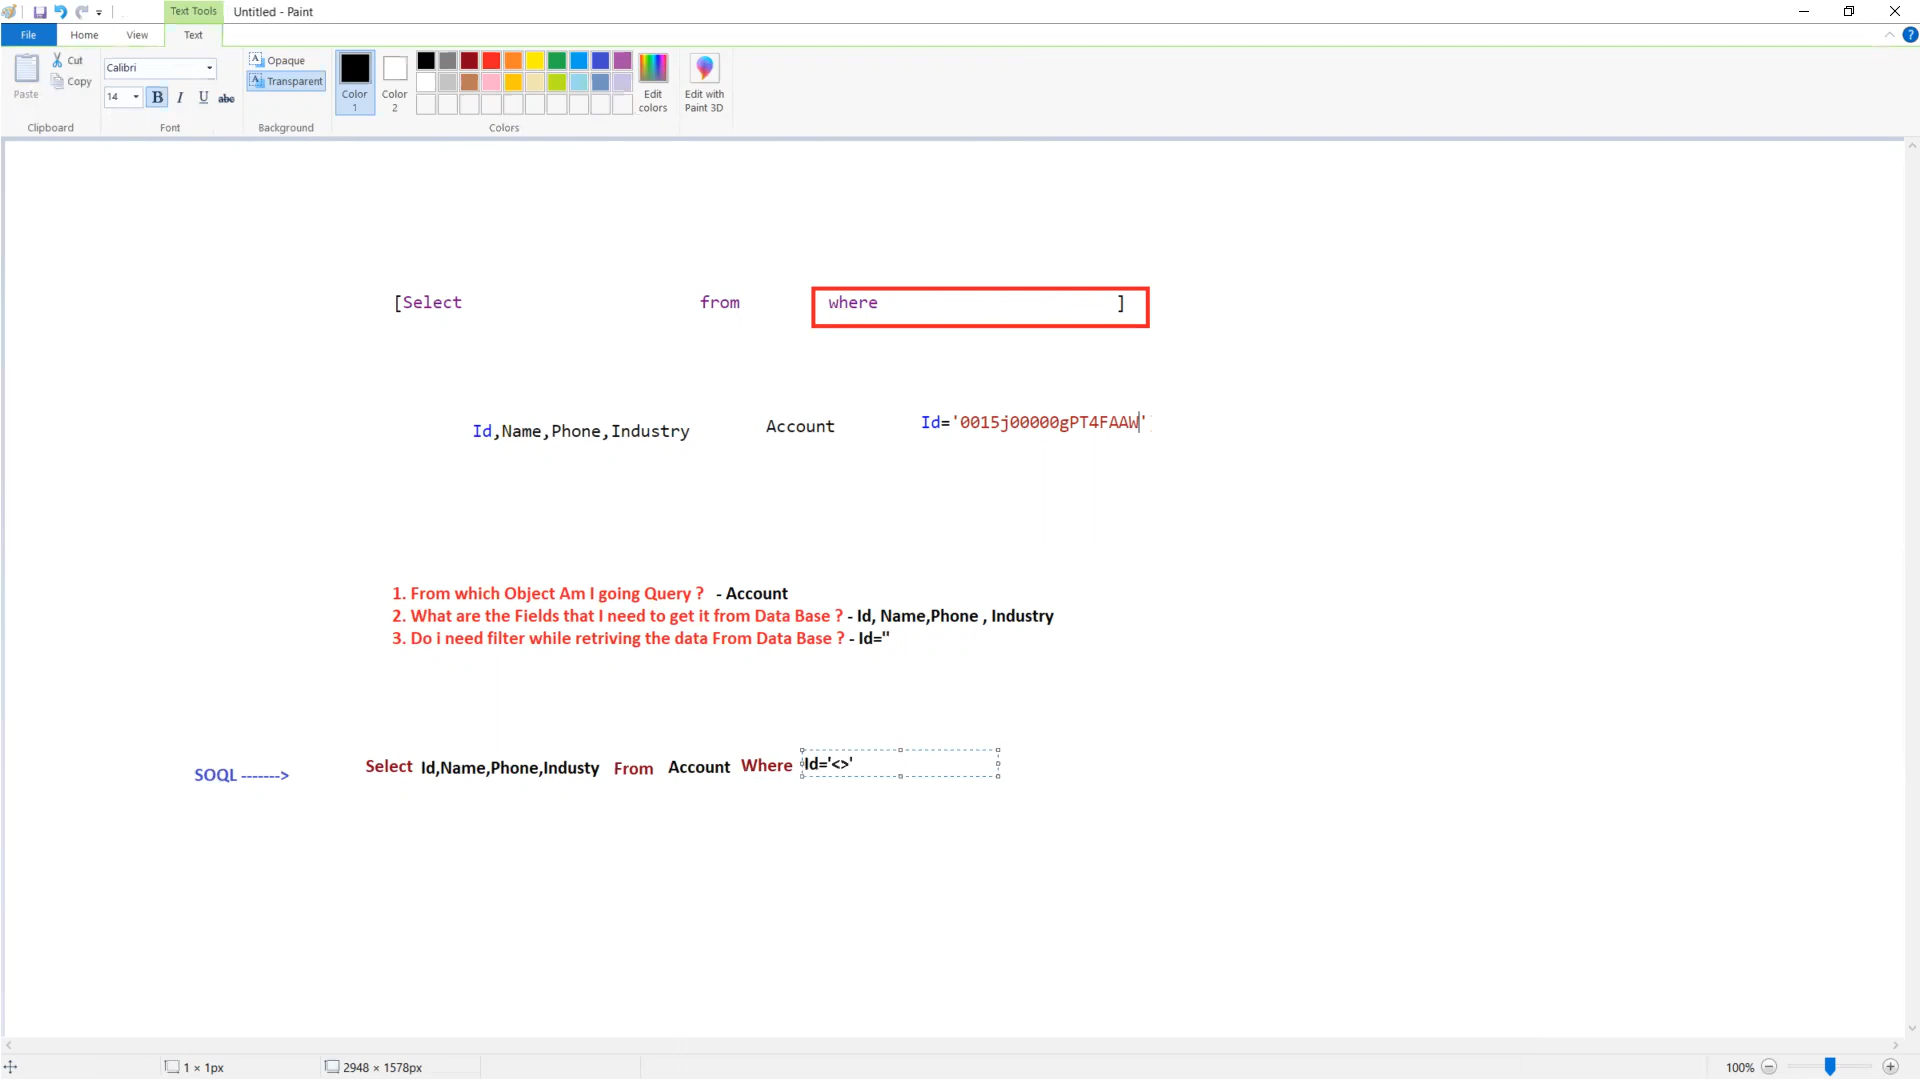 Text Tools Untitled - Paint
File Home View Text
Paste Cut Copy
Calibri
14 B I U abc
Opaque
Transparent
Color 1
Color 2
Edit colors
Edit with Paint 3D
Clipboard Font Background Colors
[Select from where ]
Id,Name,Phone,Industry Account Id='0015j00000gPT4FAAW'
1. From which Object Am I going Query ? - Account
2. What are the Fields that I need to get it from Data Base ? - Id, Name,Phone , Industry
3. Do i need filter while retriving the data From Data Base ? - Id=''
SOQL -------> Select Id,Name,Phone,Industy From Account Where Id='<>'
1 × 1px 2948 × 1578px 100%